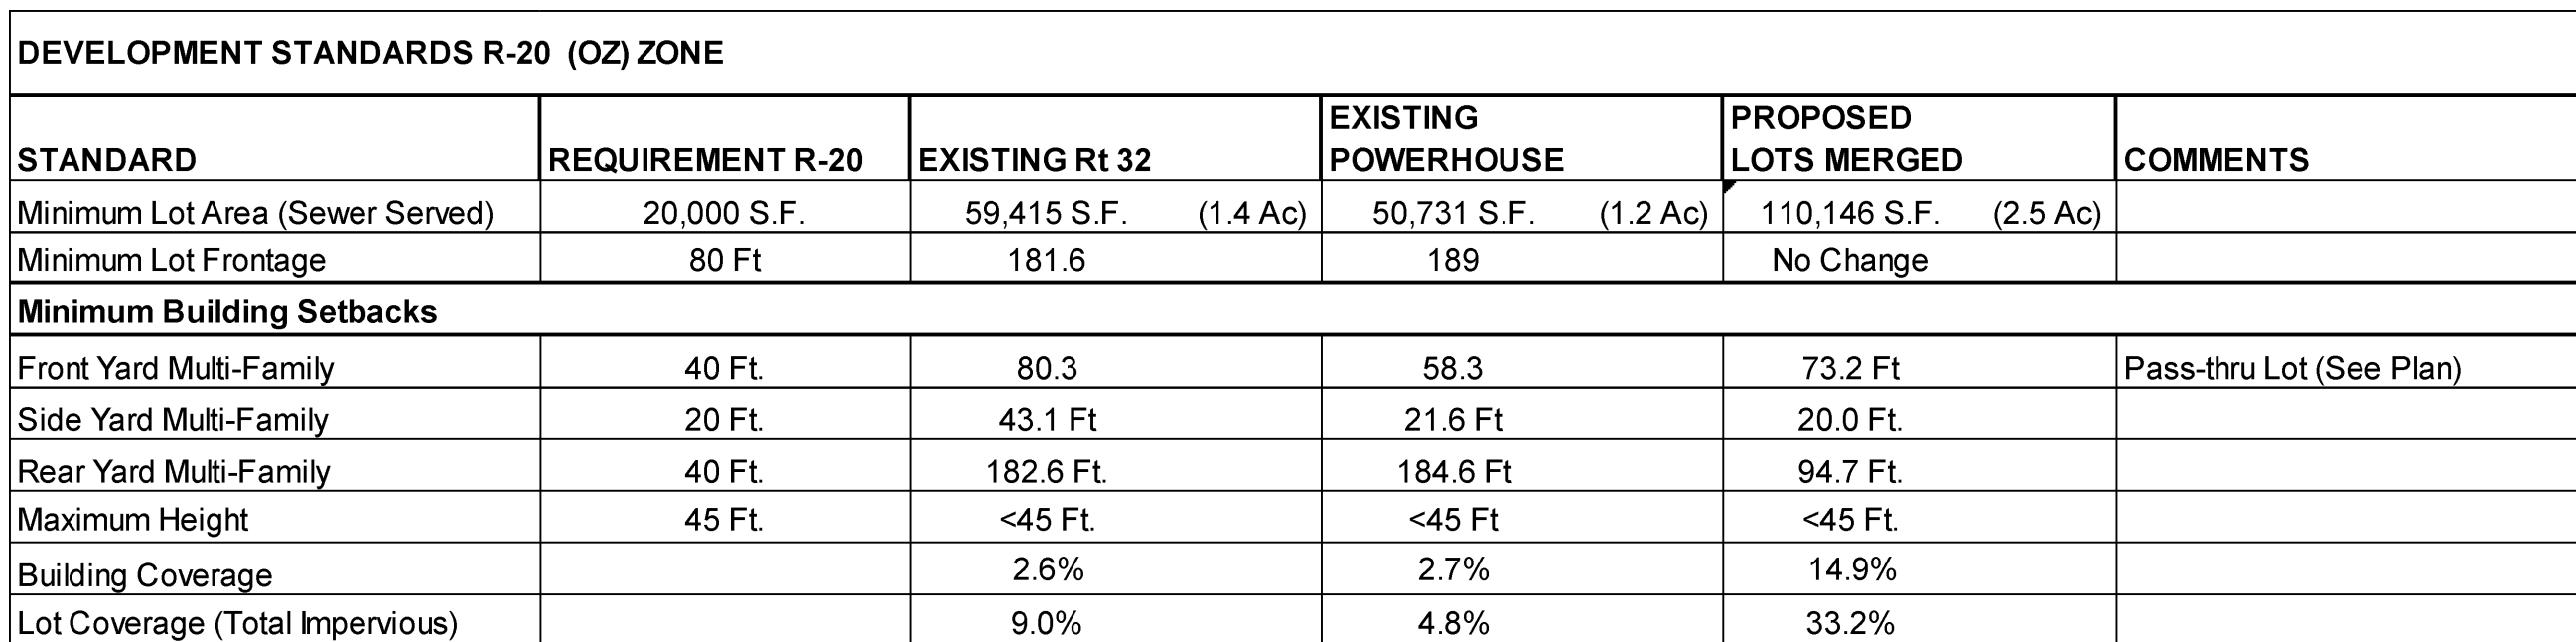 DEVELOPMENT STANDARDS R-20 (OZ) ZONE
STANDARD REQUIREMENT R-20 EXISTING Rt 32 EXISTING POWERHOUSE PROPOSED LOTS MERGED COMMENTS
Minimum Lot Area (Sewer Served) 20,000 S.F. 59,415 S.F. (1.4 Ac) 50,731 S.F. (1.2 Ac) 110,146 S.F. (2.5 Ac)
Minimum Lot Frontage 80 Ft 181.6 189 No Change
Minimum Building Setbacks
Front Yard Multi-Family 40 Ft. 80.3 58.3 73.2 Ft Pass-thru Lot (See Plan)
Side Yard Multi-Family 20 Ft. 43.1 Ft 21.6 Ft 20.0 Ft.
Rear Yard Multi-Family 40 Ft. 182.6 Ft. 184.6 Ft 94.7 Ft.
Maximum Height 45 Ft. <45 Ft. <45 Ft <45 Ft.
Building Coverage 2.6% 2.7% 14.9%
Lot Coverage (Total Impervious) 9.0% 4.8% 33.2%